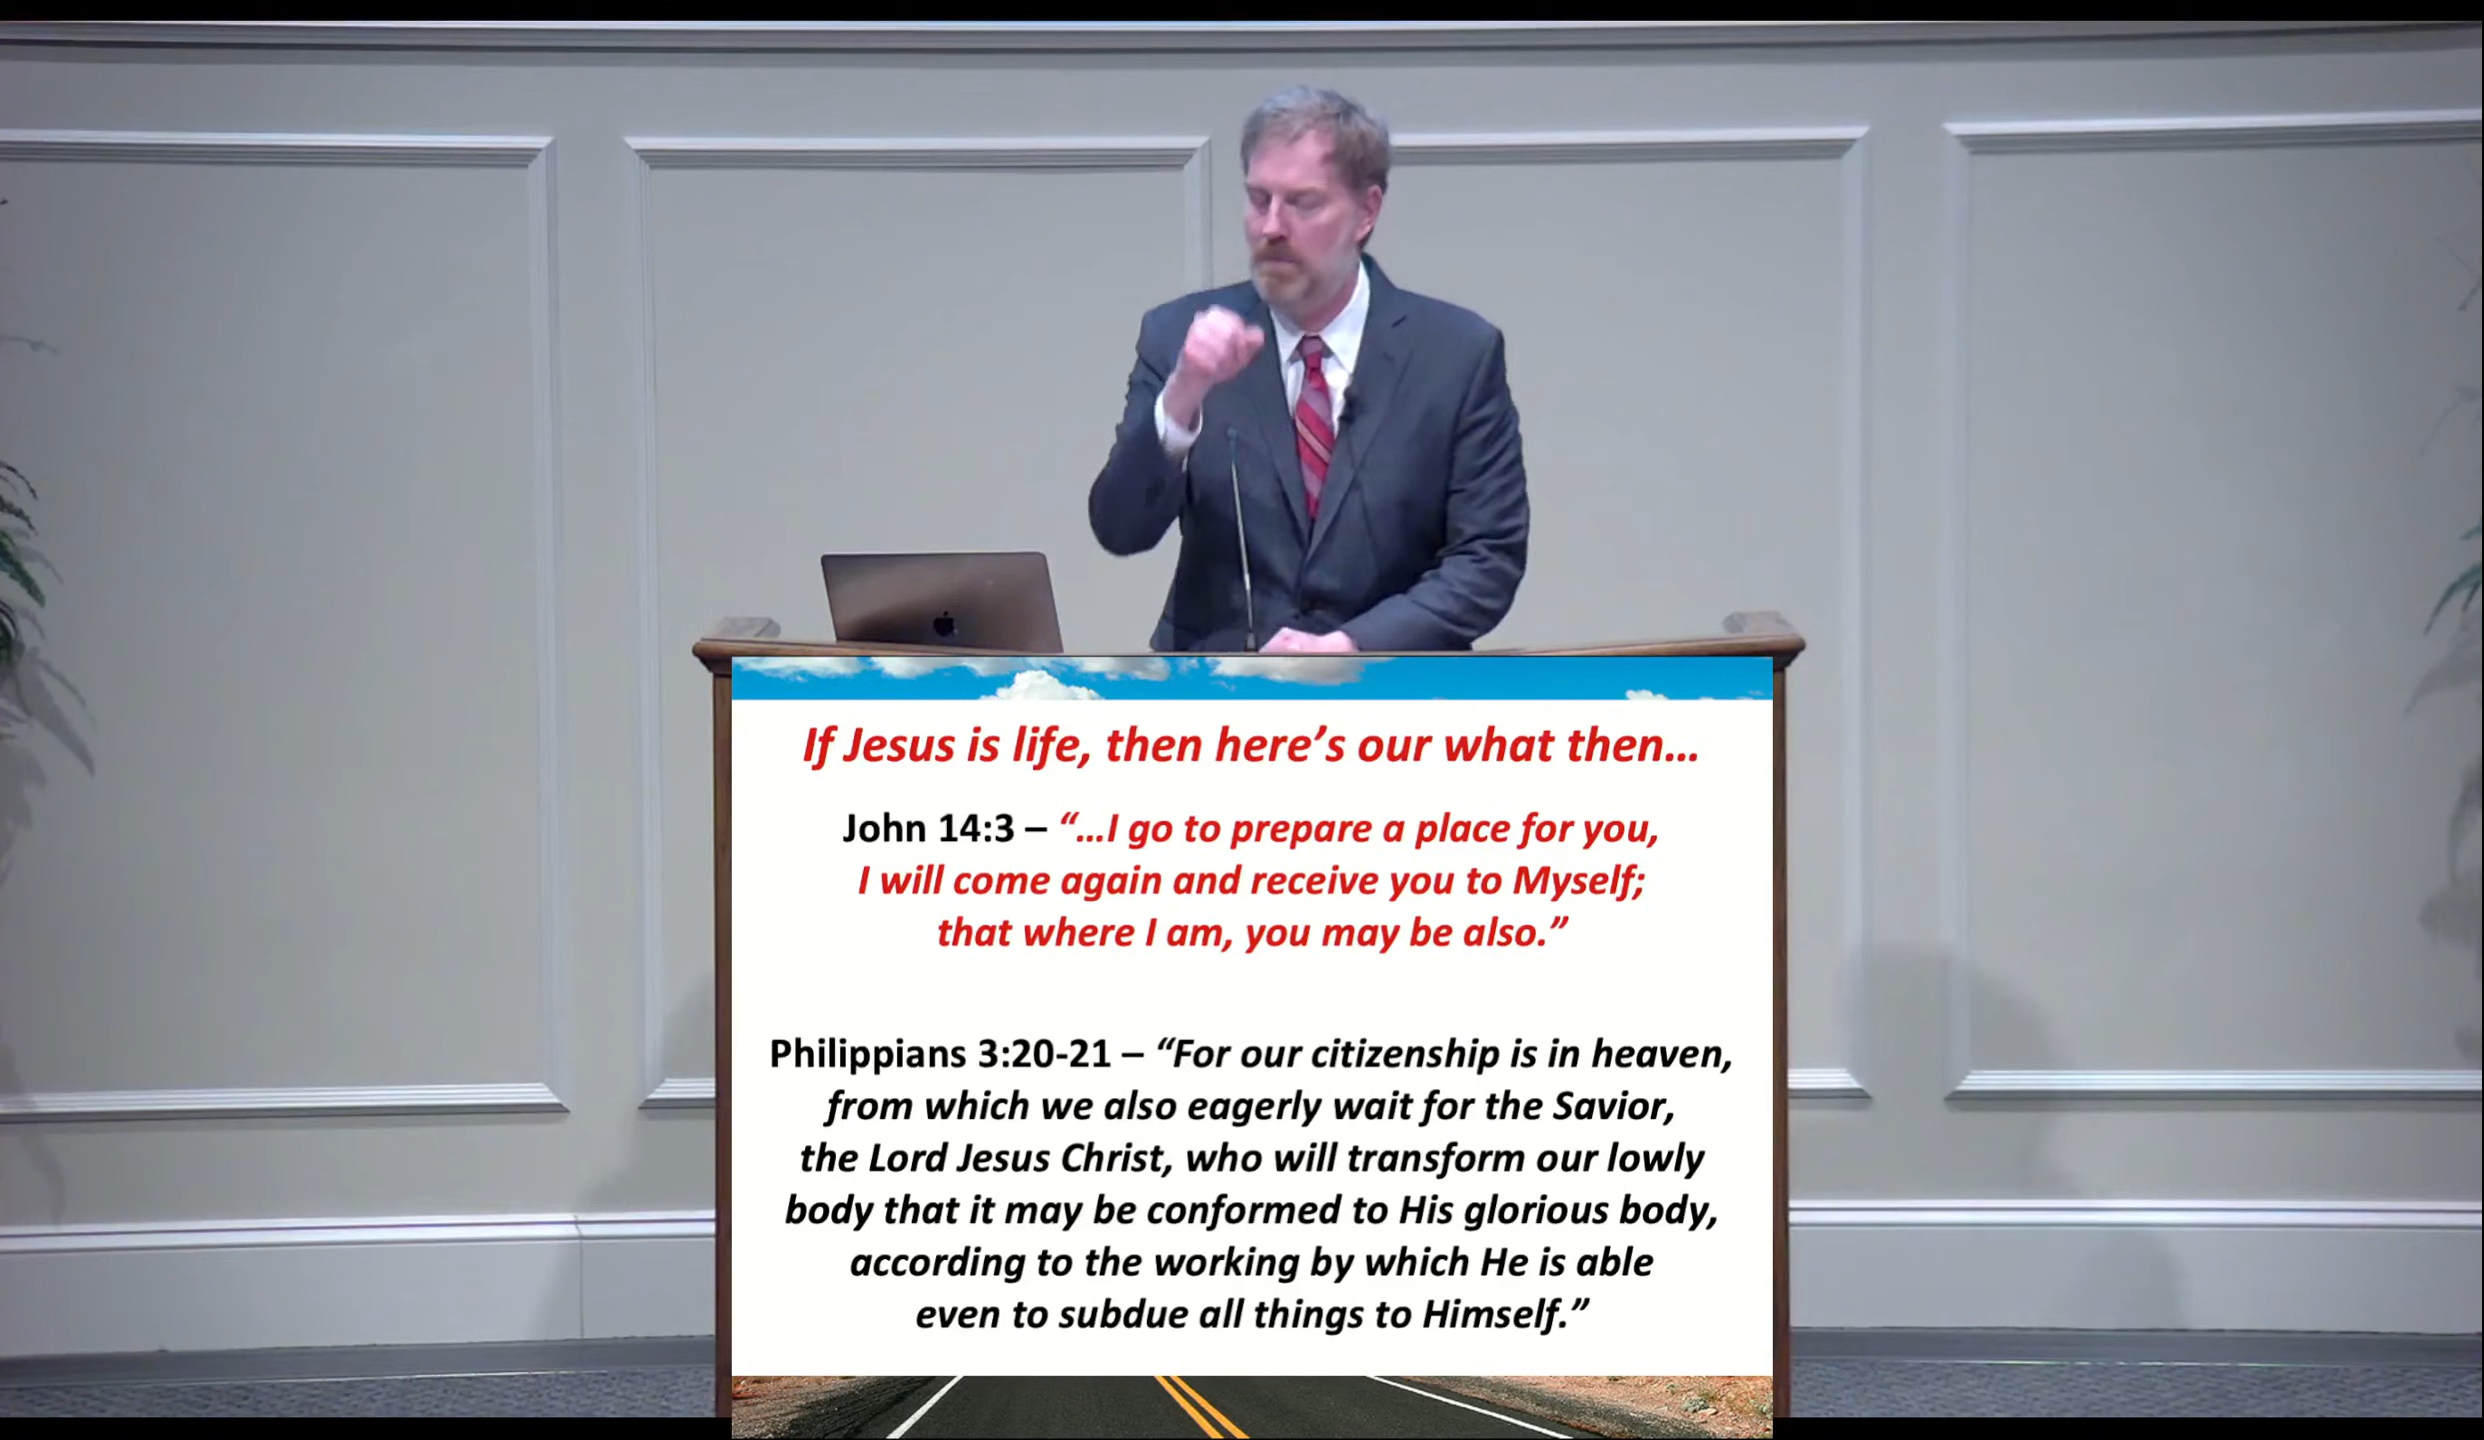 If Jesus is life, then here’s our what then...
John 14:3 – “...I go to prepare a place for you,
I will come again and receive you to Myself;
that where I am, you may be also.”
Philippians 3:20-21 – “For our citizenship is in heaven,
from which we also eagerly wait for the Savior,
the Lord Jesus Christ, who will transform our lowly
body that it may be conformed to His glorious body,
according to the working by which He is able
even to subdue all things to Himself.”